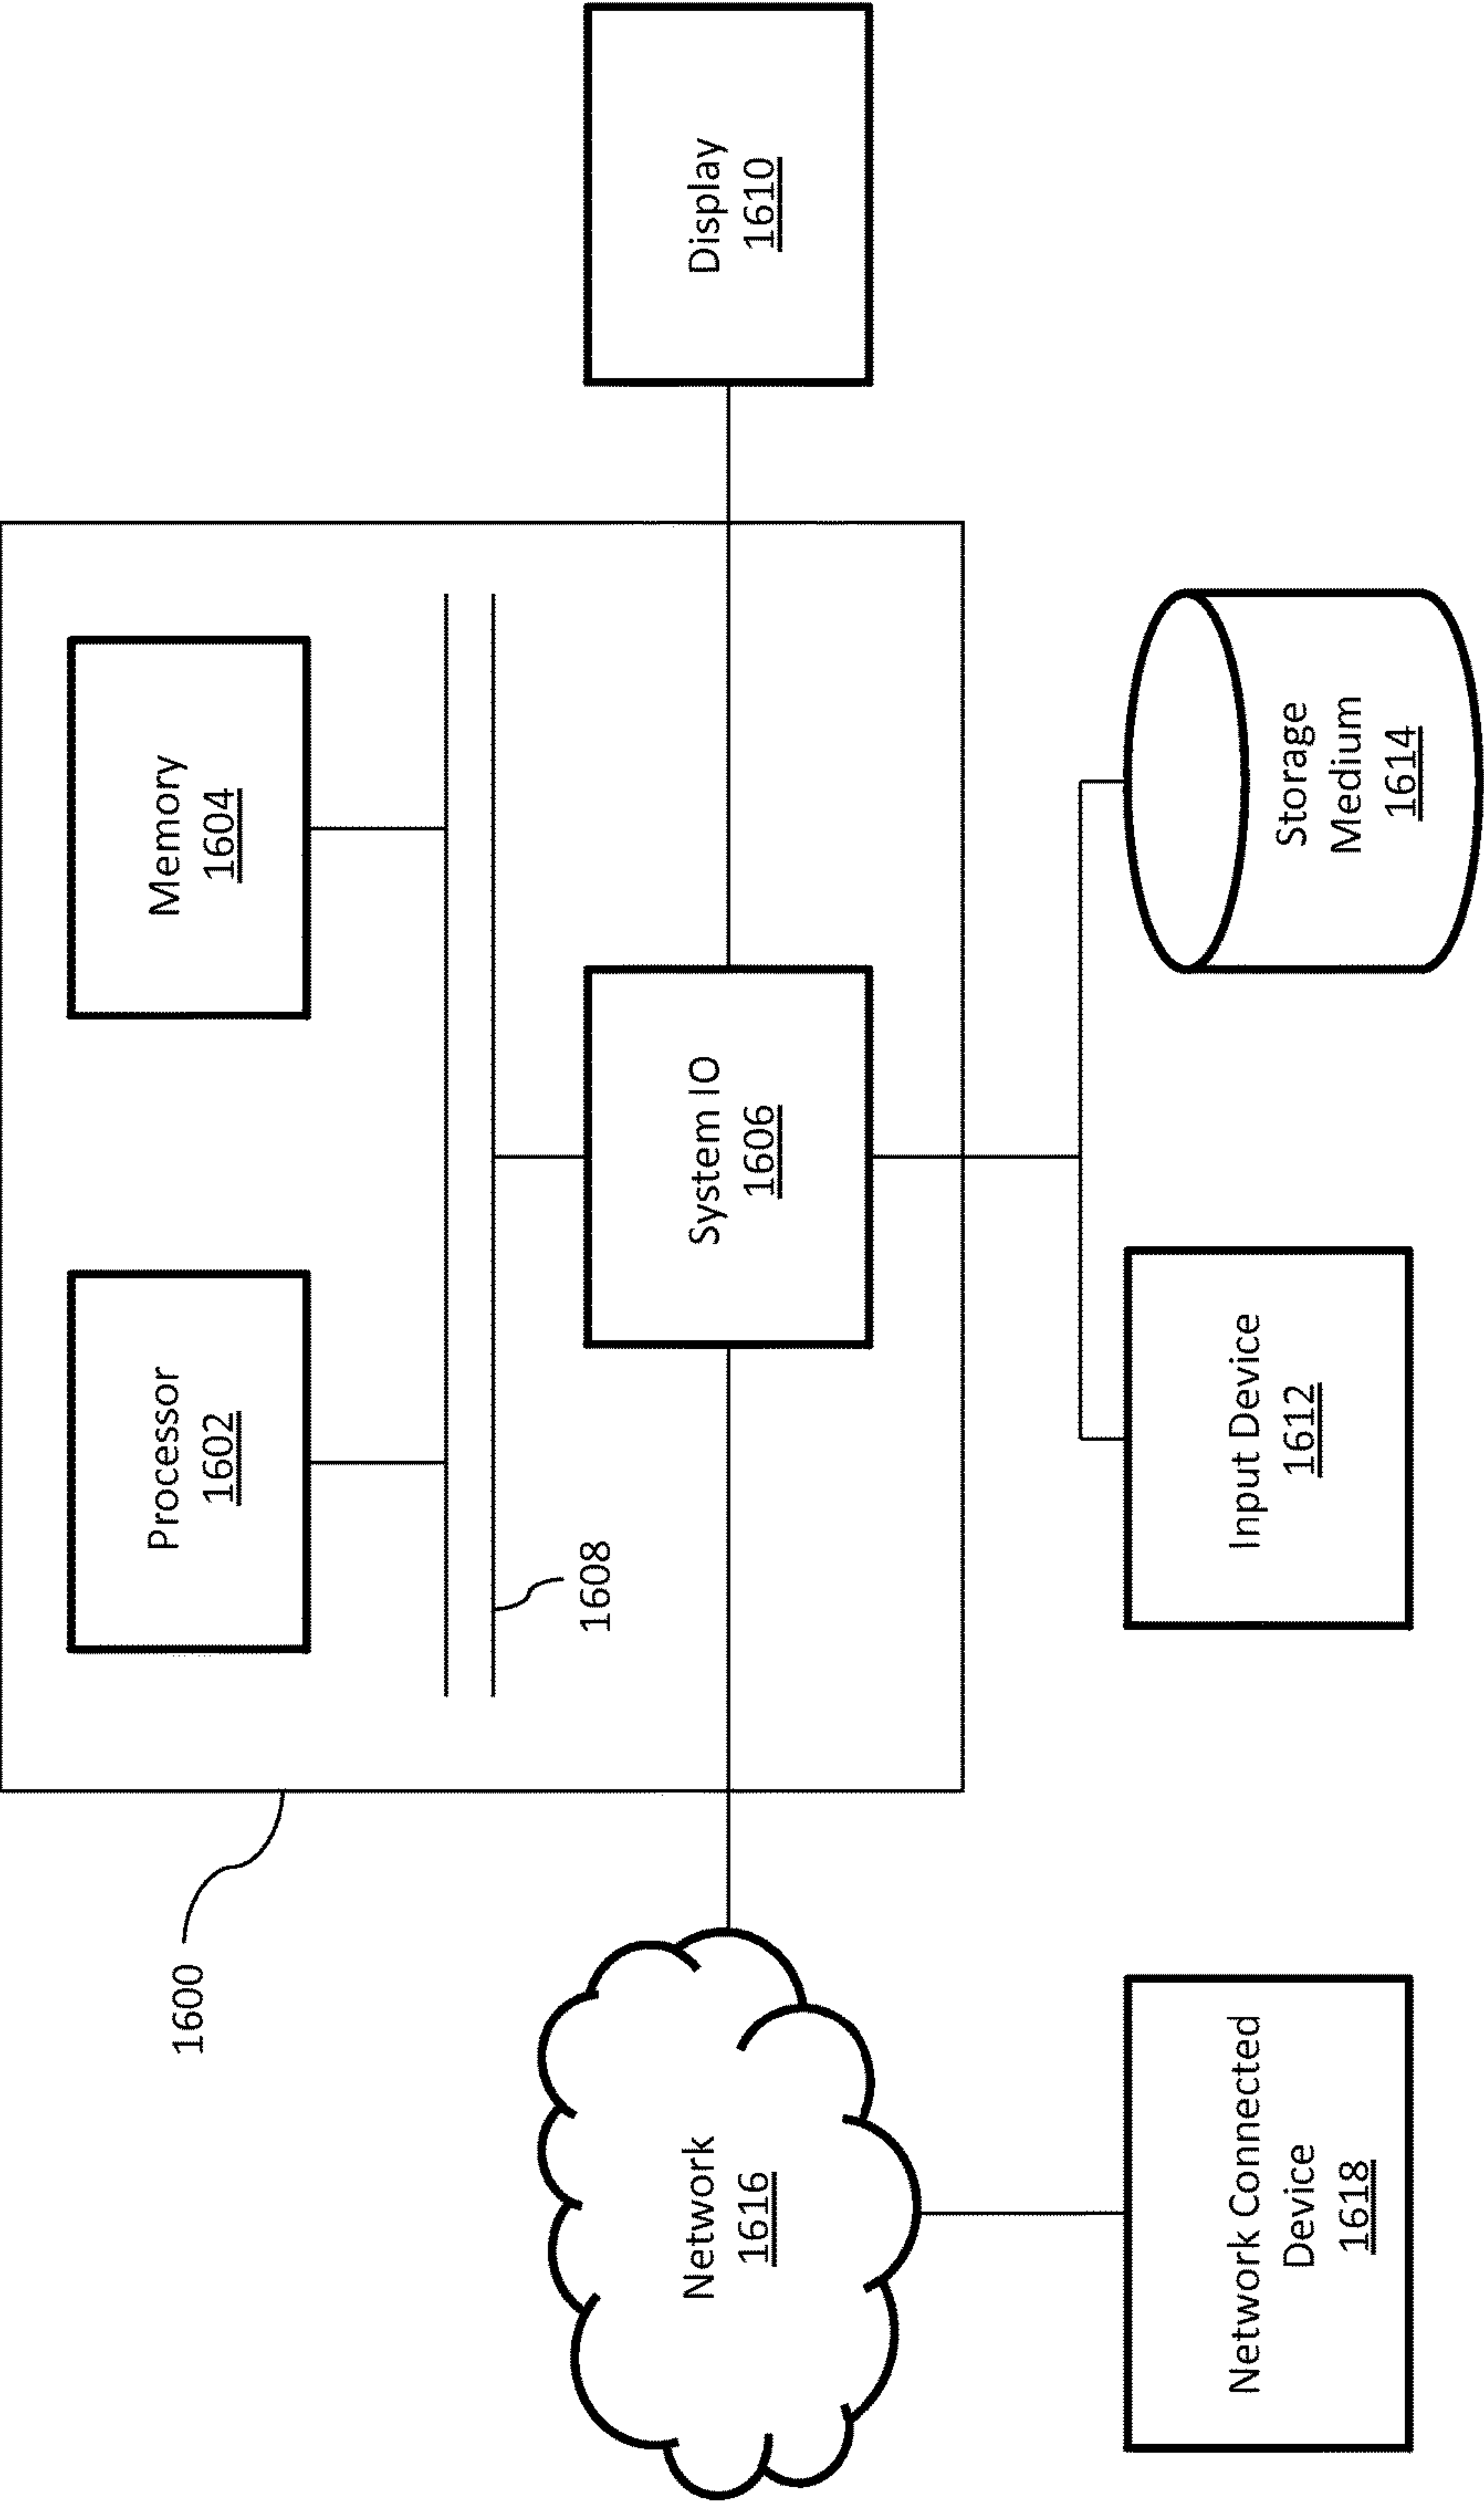 1600
Processor
1602
Memory
1604
1608
Network
1616
System IO
1606
Display
1610
Network Connected
Device
1618
Input Device
1612
Storage
Medium
1614